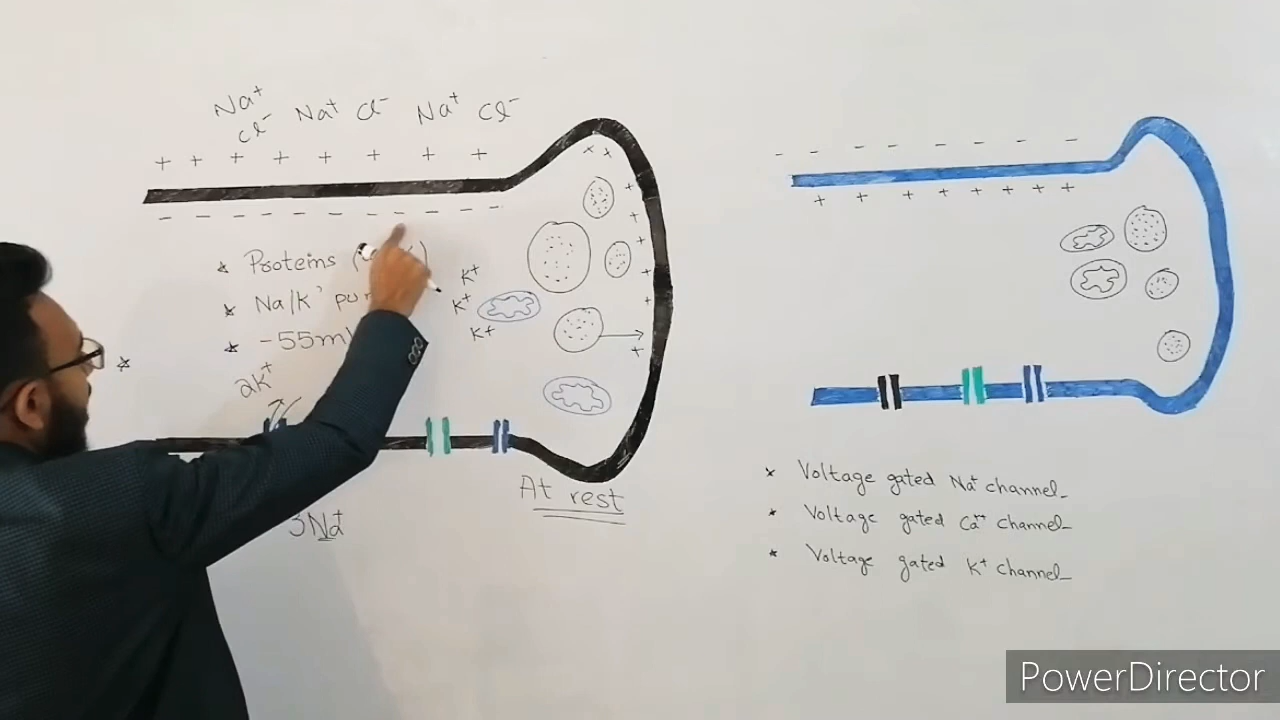 Na⁺ Na⁺ Cl⁻ Na⁺ Cl⁻
Cl⁻
+ + + + + + + +
- - - - - - - - - -
* Proteins (
* Na/K⁺ pu
* -55m
K⁺
K⁺
K⁺
*
2K⁺
3Na⁺
At rest
- - - - - - - -
+ + + + + + +
* Voltage gated Na⁺ channel
* Voltage gated Ca⁺⁺ channel
* Voltage gated K⁺ channel
PowerDirector